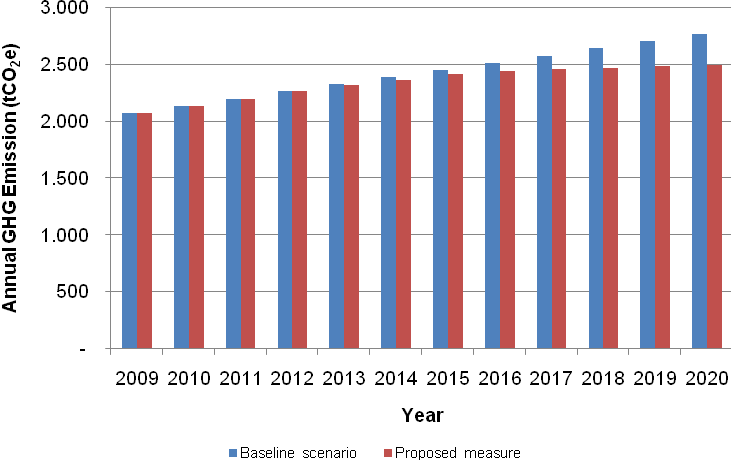 3.000
2.500
2.000
1.500
1.000
500
-
Annual GHG Emission (tCO2e)
2009 2010 2011 2012 2013 2014 2015 2016 2017 2018 2019 2020
Year
Baseline scenario Proposed measure